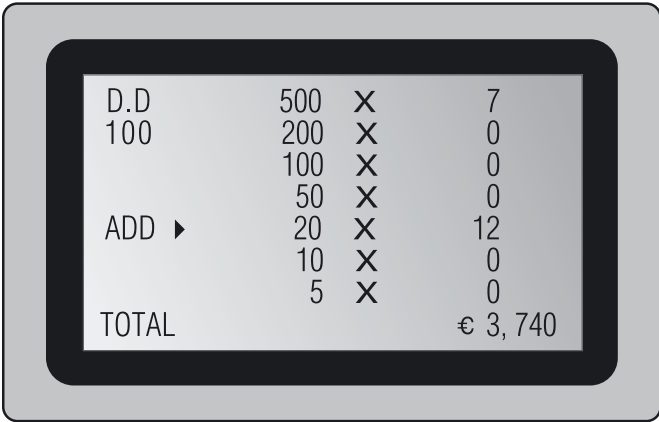 D.D 500 X 7
100 200 X 0
100 X 0
50 X 0
ADD ▶ 20 X 12
10 X 0
5 X 0
TOTAL € 3, 740